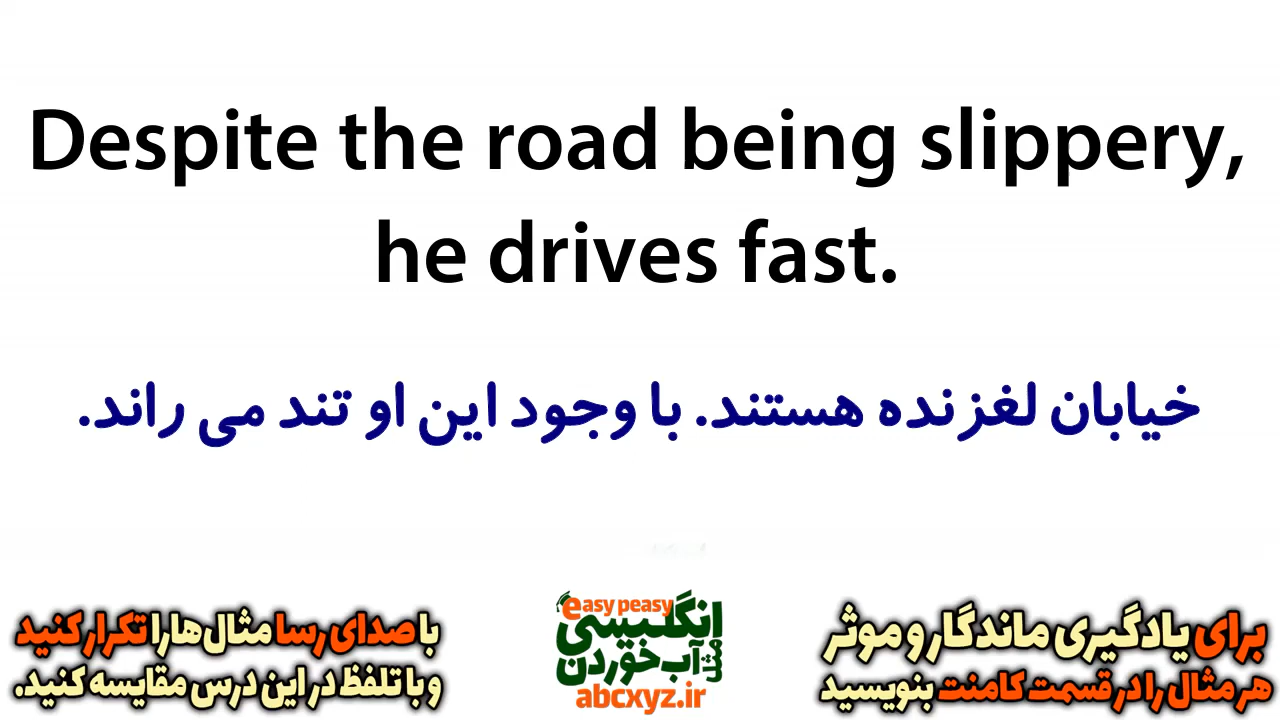 Despite the road being slippery,
he drives fast.
خیابان لغزنده هستند. با وجود این او تند می راند.
با صدای رسا مثال‌ها را تکرار کنید
و با تلفظ در این درس مقایسه کنید.
easy peasy
انگلیسی
مثل آب خوردن
abcxyz.ir
برای یادگیری ماندگار و موثر
هر مثال را در قسمت کامنت بنویسید